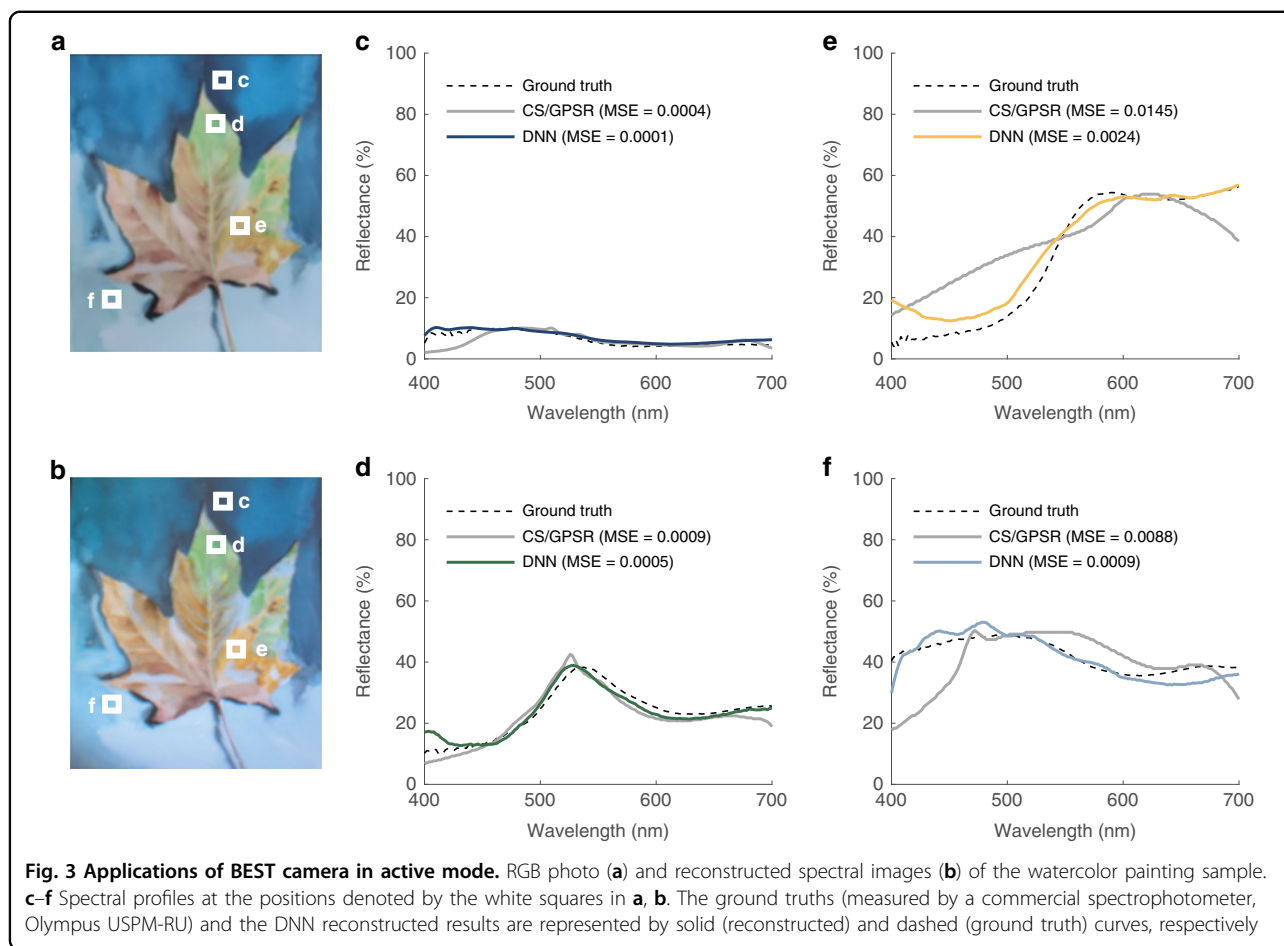 a
c
d
e
f
b
c
d
e
f
c
100
80
60
40
20
0
Reflectance (%)
Ground truth
CS/GPSR (MSE = 0.0004)
DNN (MSE = 0.0001)
400
500
600
700
Wavelength (nm)
e
100
80
60
40
20
0
Reflectance (%)
Ground truth
CS/GPSR (MSE = 0.0145)
DNN (MSE = 0.0024)
400
500
600
700
Wavelength (nm)
d
100
80
60
40
20
0
Reflectance (%)
Ground truth
CS/GPSR (MSE = 0.0009)
DNN (MSE = 0.0005)
400
500
600
700
Wavelength (nm)
f
100
80
60
40
20
0
Reflectance (%)
Ground truth
CS/GPSR (MSE = 0.0088)
DNN (MSE = 0.0009)
400
500
600
700
Wavelength (nm)
Fig. 3 Applications of BEST camera in active mode. RGB photo (a) and reconstructed spectral images (b) of the watercolor painting sample.
c–f Spectral profiles at the positions denoted by the white squares in a, b. The ground truths (measured by a commercial spectrophotometer,
Olympus USPM-RU) and the DNN reconstructed results are represented by solid (reconstructed) and dashed (ground truth) curves, respectively